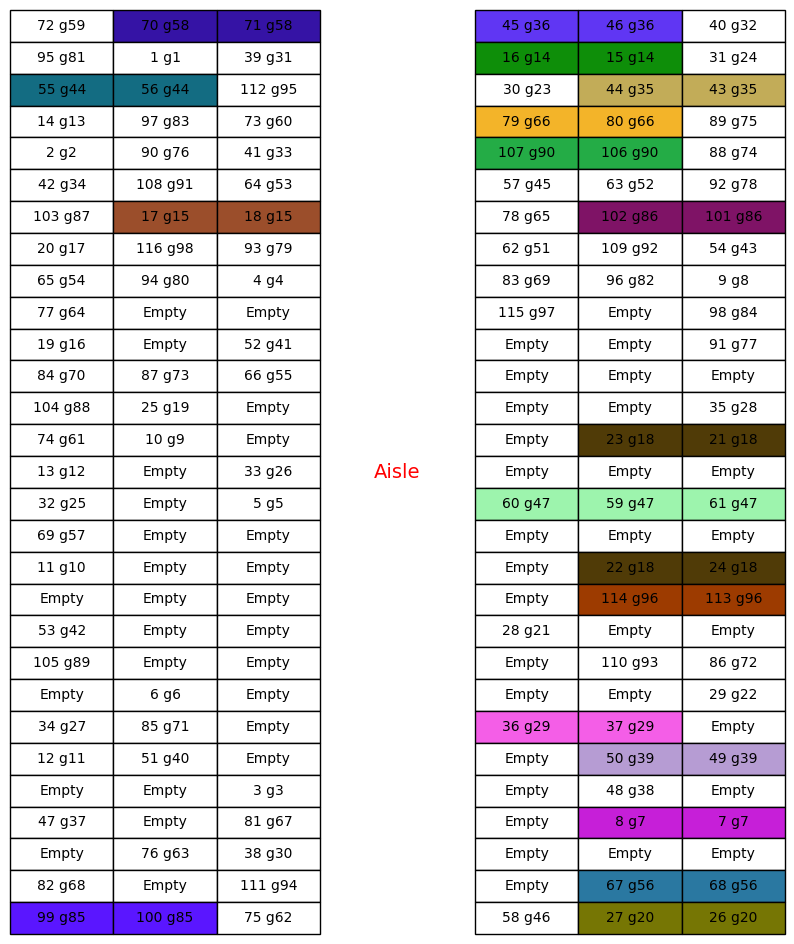 72 g59 70 g58 71 g58 45 g36 46 g36 40 g32
95 g81 1 g1 39 g31 16 g14 15 g14 31 g24
55 g44 56 g44 112 g95 30 g23 44 g35 43 g35
14 g13 97 g83 73 g60 79 g66 80 g66 89 g75
2 g2 90 g76 41 g33 107 g90 106 g90 88 g74
42 g34 108 g91 64 g53 57 g45 63 g52 92 g78
103 g87 17 g15 18 g15 78 g65 102 g86 101 g86
20 g17 116 g98 93 g79 62 g51 109 g92 54 g43
65 g54 94 g80 4 g4 83 g69 96 g82 9 g8
77 g64 Empty Empty 115 g97 Empty 98 g84
19 g16 Empty 52 g41 Empty Empty 91 g77
84 g70 87 g73 66 g55 Empty Empty Empty
104 g88 25 g19 Empty Empty Empty 35 g28
74 g61 10 g9 Empty Empty 23 g18 21 g18
13 g12 Empty 33 g26 Aisle Empty Empty Empty
32 g25 Empty 5 g5 60 g47 59 g47 61 g47
69 g57 Empty Empty Empty Empty Empty
11 g10 Empty Empty Empty 22 g18 24 g18
Empty Empty Empty Empty 114 g96 113 g96
53 g42 Empty Empty 28 g21 Empty Empty
105 g89 Empty Empty Empty 110 g93 86 g72
Empty 6 g6 Empty Empty Empty 29 g22
34 g27 85 g71 Empty 36 g29 37 g29 Empty
12 g11 51 g40 Empty Empty 50 g39 49 g39
Empty Empty 3 g3 Empty 48 g38 Empty
47 g37 Empty 81 g67 Empty 8 g7 7 g7
Empty 76 g63 38 g30 Empty Empty Empty
82 g68 Empty 111 g94 Empty 67 g56 68 g56
99 g85 100 g85 75 g62 58 g46 27 g20 26 g20